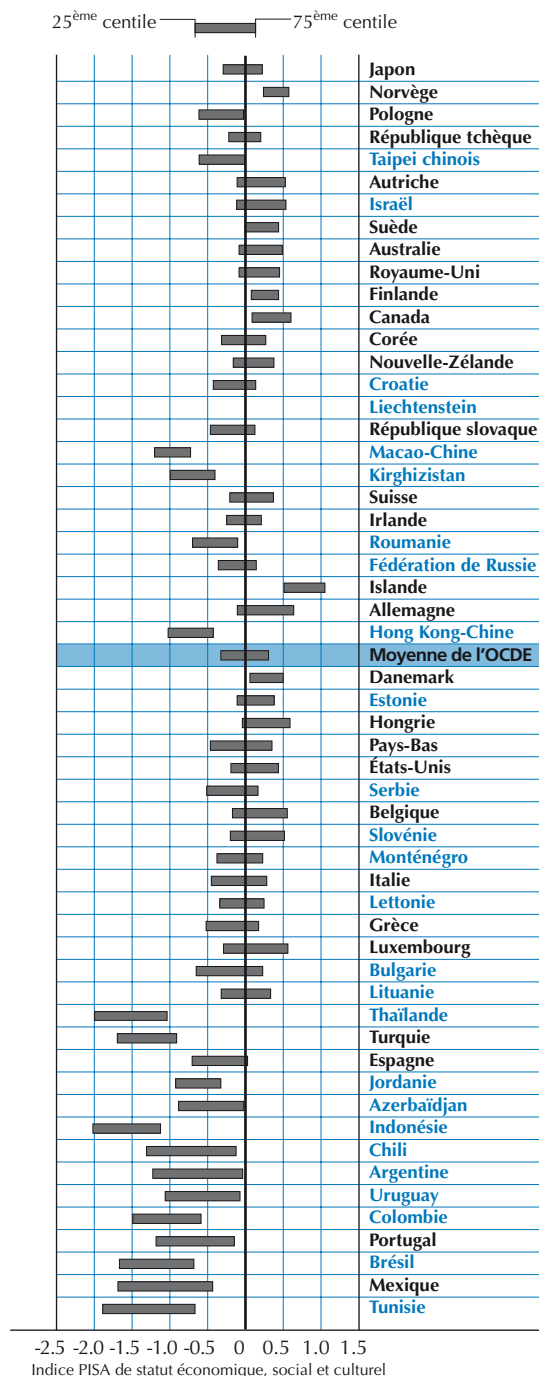 25ème centile 75ème centile
Japon
Norvège
Pologne
République tchèque
Taipei chinois
Autriche
Israël
Suède
Australie
Royaume-Uni
Finlande
Canada
Corée
Nouvelle-Zélande
Croatie
Liechtenstein
République slovaque
Macao-Chine
Kirghizistan
Suisse
Irlande
Roumanie
Fédération de Russie
Islande
Allemagne
Hong Kong-Chine
Moyenne de l'OCDE
Danemark
Estonie
Hongrie
Pays-Bas
États-Unis
Serbie
Belgique
Slovénie
Monténégro
Italie
Lettonie
Grèce
Luxembourg
Bulgarie
Lituanie
Thaïlande
Turquie
Espagne
Jordanie
Azerbaïdjan
Indonésie
Chili
Argentine
Uruguay
Colombie
Portugal
Brésil
Mexique
Tunisie
-2.5 -2.0 -1.5 -1.0 -0.5 0 0.5 1.0 1.5
Indice PISA de statut économique, social et culturel